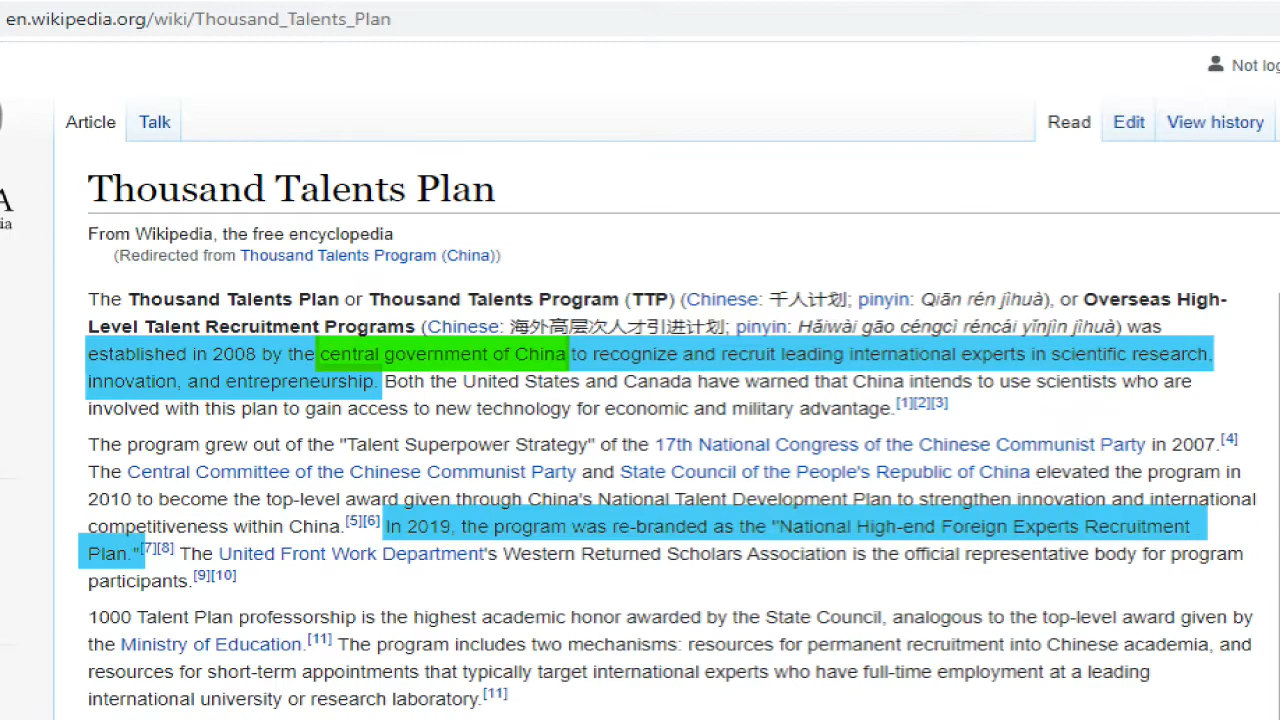 en.wikipedia.org/wiki/Thousand_Talents_Plan
Not log
Article Talk Read Edit View history
A
ia
Thousand Talents Plan
From Wikipedia, the free encyclopedia
(Redirected from Thousand Talents Program (China))
The Thousand Talents Plan or Thousand Talents Program (TTP) (Chinese: 千人计划; pinyin: Qiān rén jìhuà), or Overseas High-
Level Talent Recruitment Programs (Chinese: 海外高层次人才引进计划; pinyin: Hǎiwài gāo céngcì réncái yǐnjìn jìhuà) was
established in 2008 by the central government of China to recognize and recruit leading international experts in scientific research,
innovation, and entrepreneurship. Both the United States and Canada have warned that China intends to use scientists who are
involved with this plan to gain access to new technology for economic and military advantage.[1][2][3]
The program grew out of the "Talent Superpower Strategy" of the 17th National Congress of the Chinese Communist Party in 2007.[4]
The Central Committee of the Chinese Communist Party and State Council of the People's Republic of China elevated the program in
2010 to become the top-level award given through China's National Talent Development Plan to strengthen innovation and international
competitiveness within China.[5][6] In 2019, the program was re-branded as the "National High-end Foreign Experts Recruitment
Plan."[7][8] The United Front Work Department's Western Returned Scholars Association is the official representative body for program
participants.[9][10]
1000 Talent Plan professorship is the highest academic honor awarded by the State Council, analogous to the top-level award given by
the Ministry of Education.[11] The program includes two mechanisms: resources for permanent recruitment into Chinese academia, and
resources for short-term appointments that typically target international experts who have full-time employment at a leading
international university or research laboratory.[11]